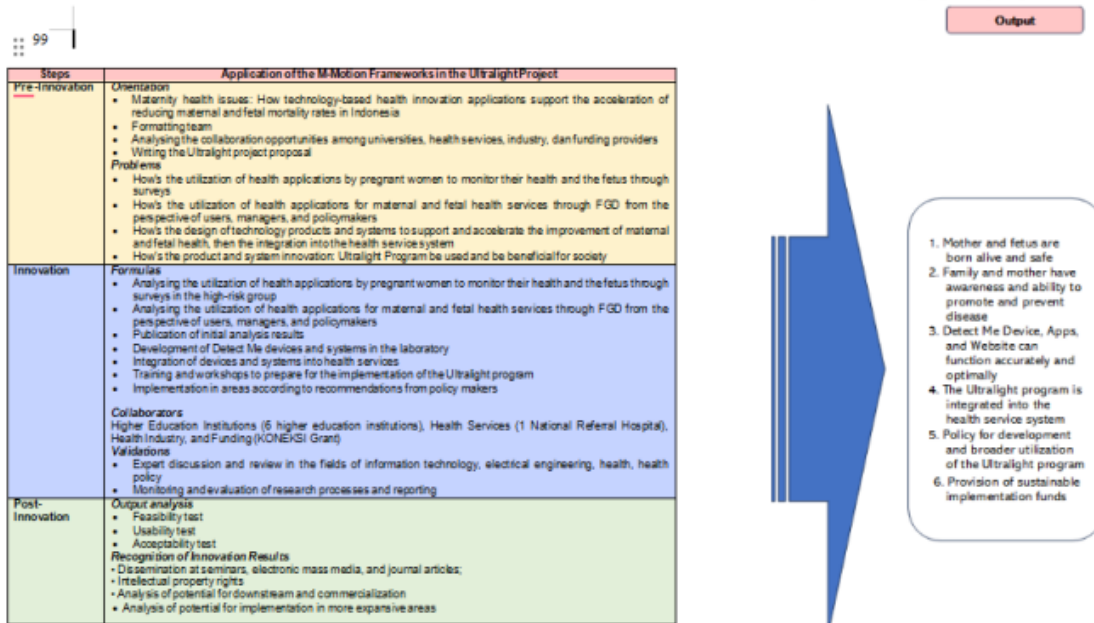 Output
99
Steps
Application of the M-Motion Frameworks in the Ultralight Project
Pre-Innovation
Orientation
• Maternity health issues: How technology-based health innovation applications support the acceleration of
reducing maternal and fetal mortality rates in Indonesia
• Formatting team
• Analysing the collaboration opportunities among universities, health services, industry, dan funding providers
• Writing the Ultralight project proposal
Problems
• How's the utilization of health applications by pregnant women to monitor their health and the fetus through
surveys
• How's the utilization of health applications for maternal and fetal health services through FGD from the
perspective of users, managers, and policymakers
• How's the design of technology products and systems to support and accelerate the improvement of maternal
and fetal health, then the integration into the health service system
• How's the product and system innovation: Ultralight Program be used and be beneficial for society
Innovation
Formulas
• Analysing the utilization of health applications by pregnant women to monitor their health and the fetus through
surveys in the high-risk group
• Analysing the utilization of health applications for maternal and fetal health services through FGD from the
perspective of users, managers, and policymakers
• Publication of initial analysis results
• Development of Detect Me devices and systems in the laboratory
• Integration of devices and systems into health services
• Training and workshops to prepare for the implementation of the Ultralight program
• Implementation in areas according to recommendations from policy makers
Collaborators
Higher Education Institutions (6 higher education institutions), Health Services (1 National Referral Hospital),
Health Industry, and Funding (KONEKSI Grant)
Validations
• Expert discussion and review in the fields of information technology, electrical engineering, health, health
policy
• Monitoring and evaluation of research processes and reporting
Post-
Innovation
Output analysis
• Feasibility test
• Usability test
• Acceptability test
Recognition of Innovation Results
• Dissemination at seminars, electronic mass media, and journal articles;
• Intellectual property rights
• Analysis of potential for downstream and commercialization
• Analysis of potential for implementation in more expansive areas
1. Mother and fetus are
born alive and safe
2. Family and mother have
awareness and ability to
promote and prevent
disease
3. Detect Me Device, Apps,
and Website can
function accurately and
optimally
4. The Ultralight program is
integrated into the
health service system
5. Policy for development
and broader utilization
of the Ultralight program
6. Provision of sustainable
implementation funds